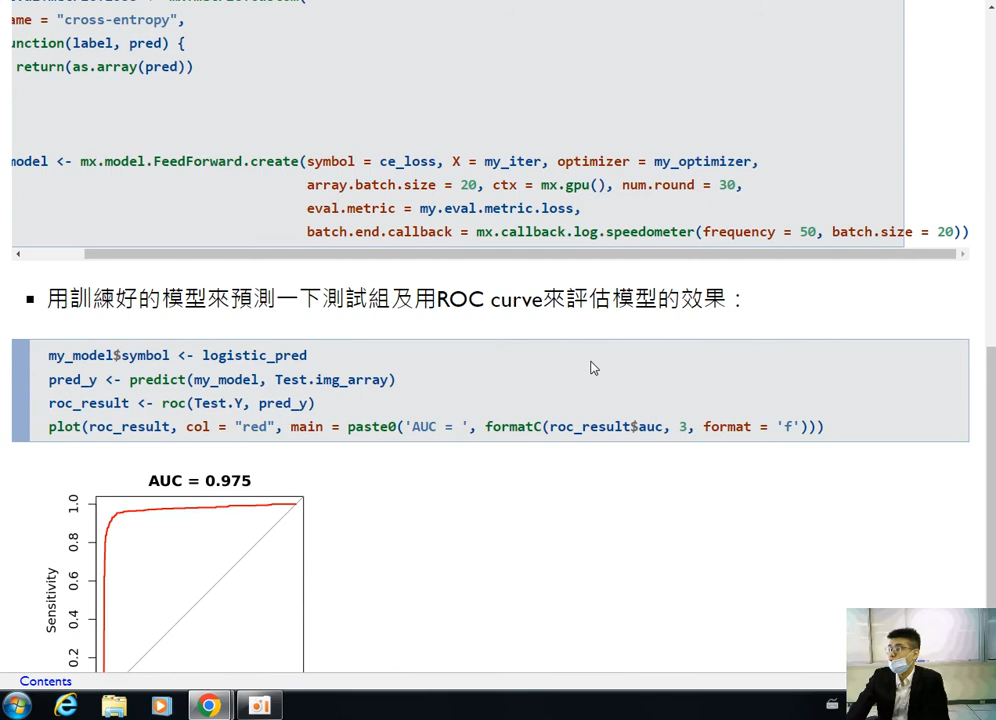 ame = "cross-entropy",
unction(label, pred) {
return(as.array(pred))
model <- mx.model.FeedForward.create(symbol = ce_loss, X = my_iter, optimizer = my_optimizer,
array.batch.size = 20, ctx = mx.gpu(), num.round = 30,
eval.metric = my.eval.metric.loss,
batch.end.callback = mx.callback.log.speedometer(frequency = 50, batch.size = 20))
▪ 用訓練好的模型來預測一下測試組及用ROC curve來評估模型的效果：
my_model$symbol <- logistic_pred
pred_y <- predict(my_model, Test.img_array)
roc_result <- roc(Test.Y, pred_y)
plot(roc_result, col = "red", main = paste0('AUC = ', formatC(roc_result$auc, 3, format = 'f')))
AUC = 0.975
1.0
0.8
0.6
0.4
0.2
Sensitivity
Contents